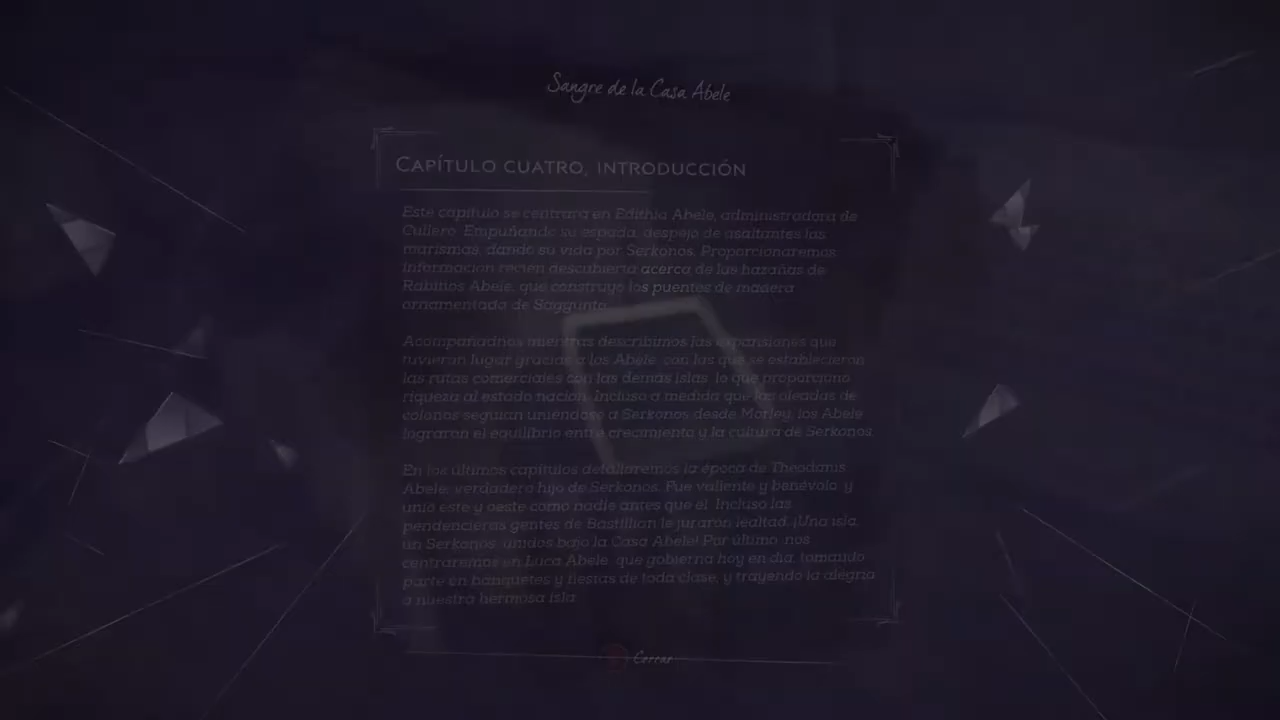 Sangre de la Casa Abele
CAPÍTULO CUATRO, INTRODUCCIÓN
Este capítulo se centrará en Edithia Abele, administradora de
Cullero. Empuñando su espada, despejó de asaltantes las
marismas, dando su vida por Serkonos. Proporcionaremos
información recién descubierta acerca de las hazañas de
Rabitios Abele, que construyó los puentes de madera
ornamentada de Saggunto.
Acompañadnos mientras describimos las expansiones que
tuvieron lugar gracias a los Abele, con las que se establecieron
las rutas comerciales con las demás islas, lo que proporcionó
riqueza al estado nación. Incluso a medida que las oleadas de
colonos seguían uniéndose a Serkonos desde Morley, los Abele
lograron el equilibrio entre crecimiento y la cultura de Serkonos.
En los últimos capítulos detallaremos la época de Theodanis
Abele, verdadero hijo de Serkonos. Fue valiente y benévolo, y
unió este y oeste como nadie antes que él. Incluso las
pendencieras gentes de Bastillian le juraron lealtad. ¡Una isla,
un Serkonos, unidos bajo la Casa Abele! Por último, nos
centraremos en Luca Abele, que gobierna hoy en día, tomando
parte en banquetes y fiestas de toda clase, y trayendo la alegría
a nuestra hermosa isla.
Cerrar